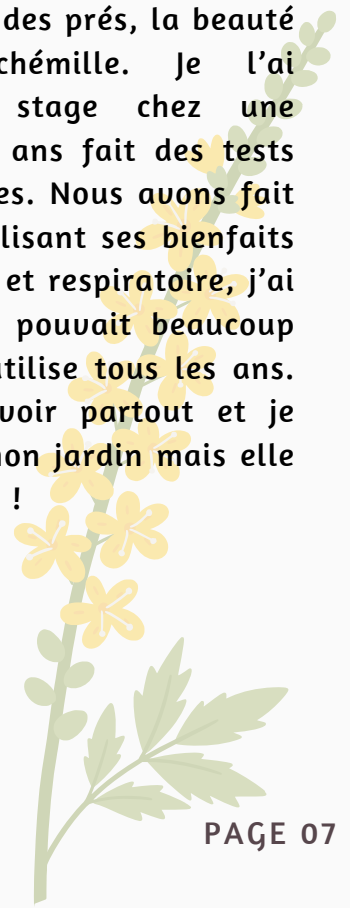 des prés, la beauté
chémille. Je l'ai
stage chez une
ans fait des tests
es. Nous avons fait
lisant ses bienfaits
et respiratoire, j'ai
pouvait beaucoup
utilise tous les ans.
voir partout et je
mon jardin mais elle
!
PAGE 07